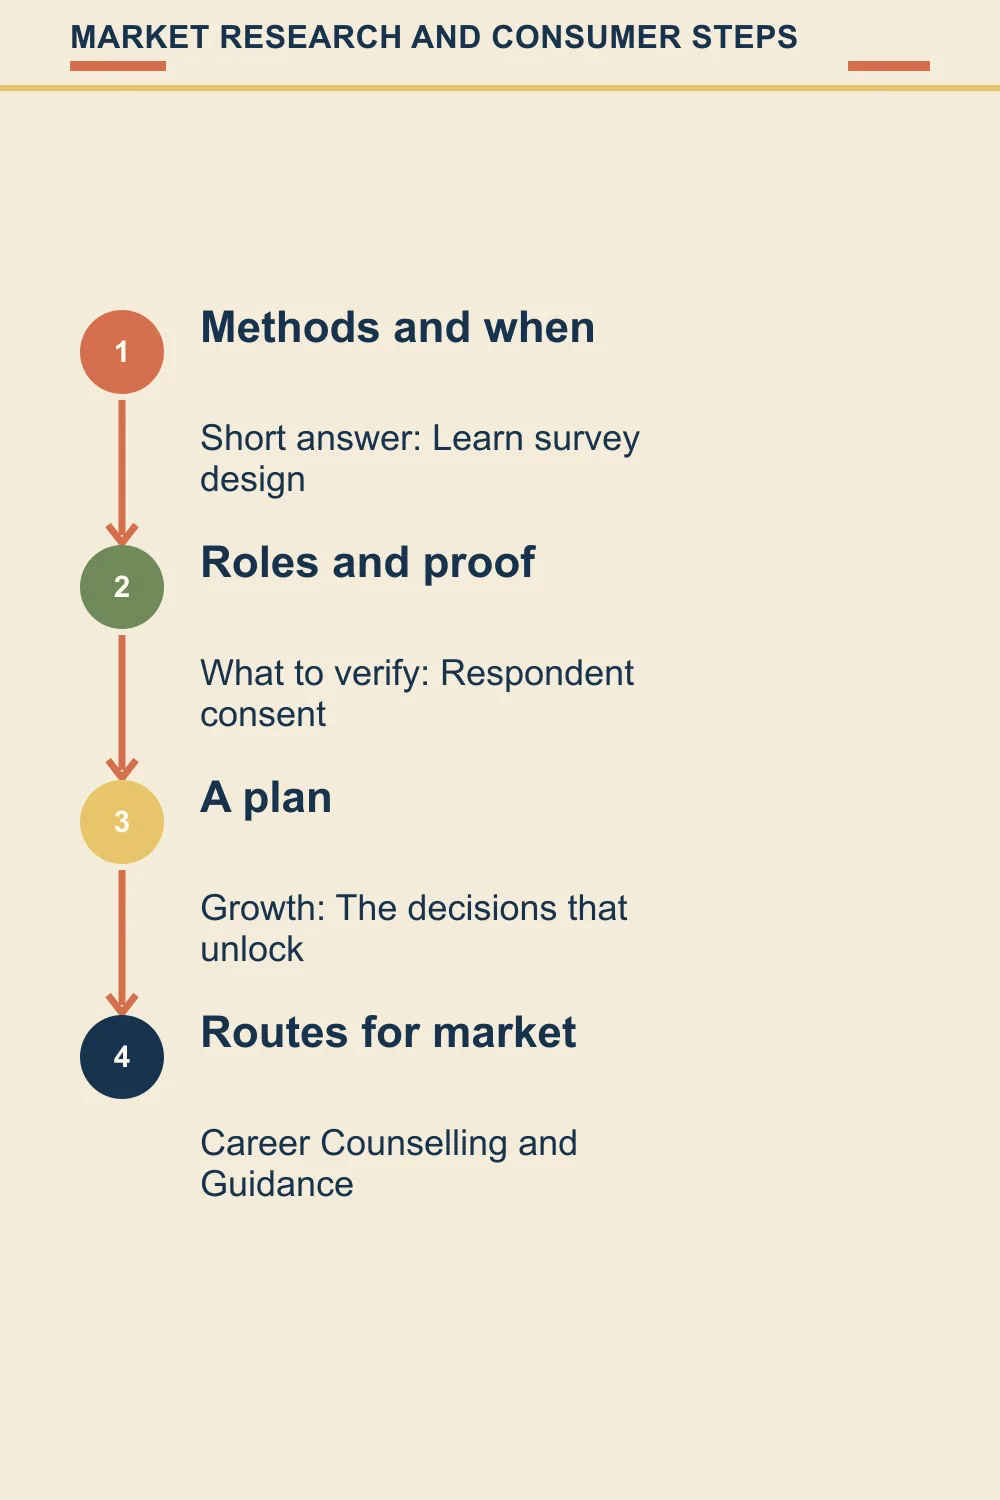 MARKET RESEARCH AND CONSUMER STEPS
1
Methods and when
Short answer: Learn survey
design
2
Roles and proof
What to verify: Respondent
consent
3
A plan
Growth: The decisions that
unlock
4
Routes for market
Career Counselling and
Guidance